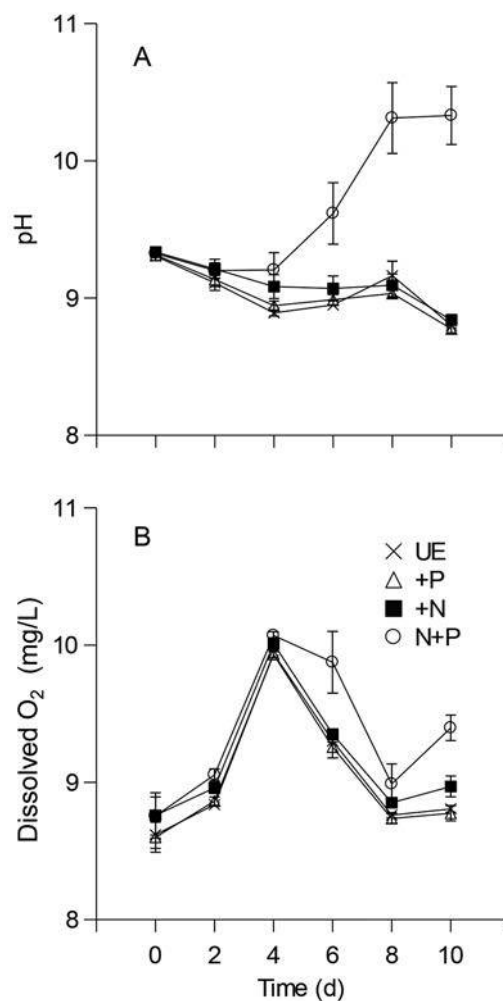 11
A
10
pH
9
8
11
B
UE
+P
+N
N+P
10
Dissolved O₂ (mg/L)
9
8
0 2 4 6 8 10
Time (d)